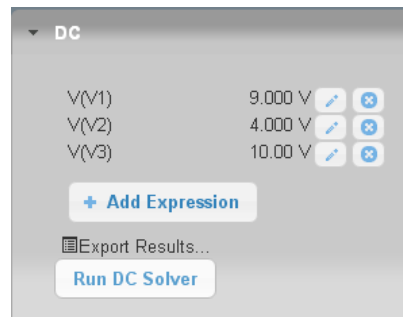 DC
V(V1) 9.000 V
V(V2) 4.000 V
V(V3) 10.00 V
+ Add Expression
Export Results...
Run DC Solver